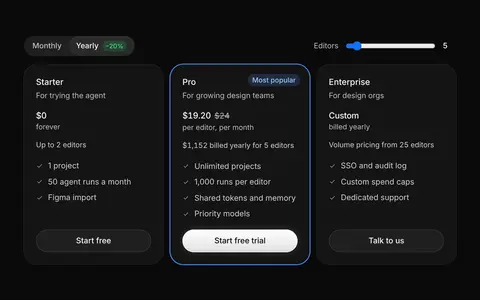 Monthly
Yearly -20%
Editors 5
Starter
For trying the agent
$0
forever
Up to 2 editors
1 project
50 agent runs a month
Figma import
Start free
Pro
Most popular
For growing design teams
$19.20 $24
per editor, per month
$1,152 billed yearly for 5 editors
Unlimited projects
1,000 runs per editor
Shared tokens and memory
Priority models
Start free trial
Enterprise
For design orgs
Custom
billed yearly
Volume pricing from 25 editors
SSO and audit log
Custom spend caps
Dedicated support
Talk to us